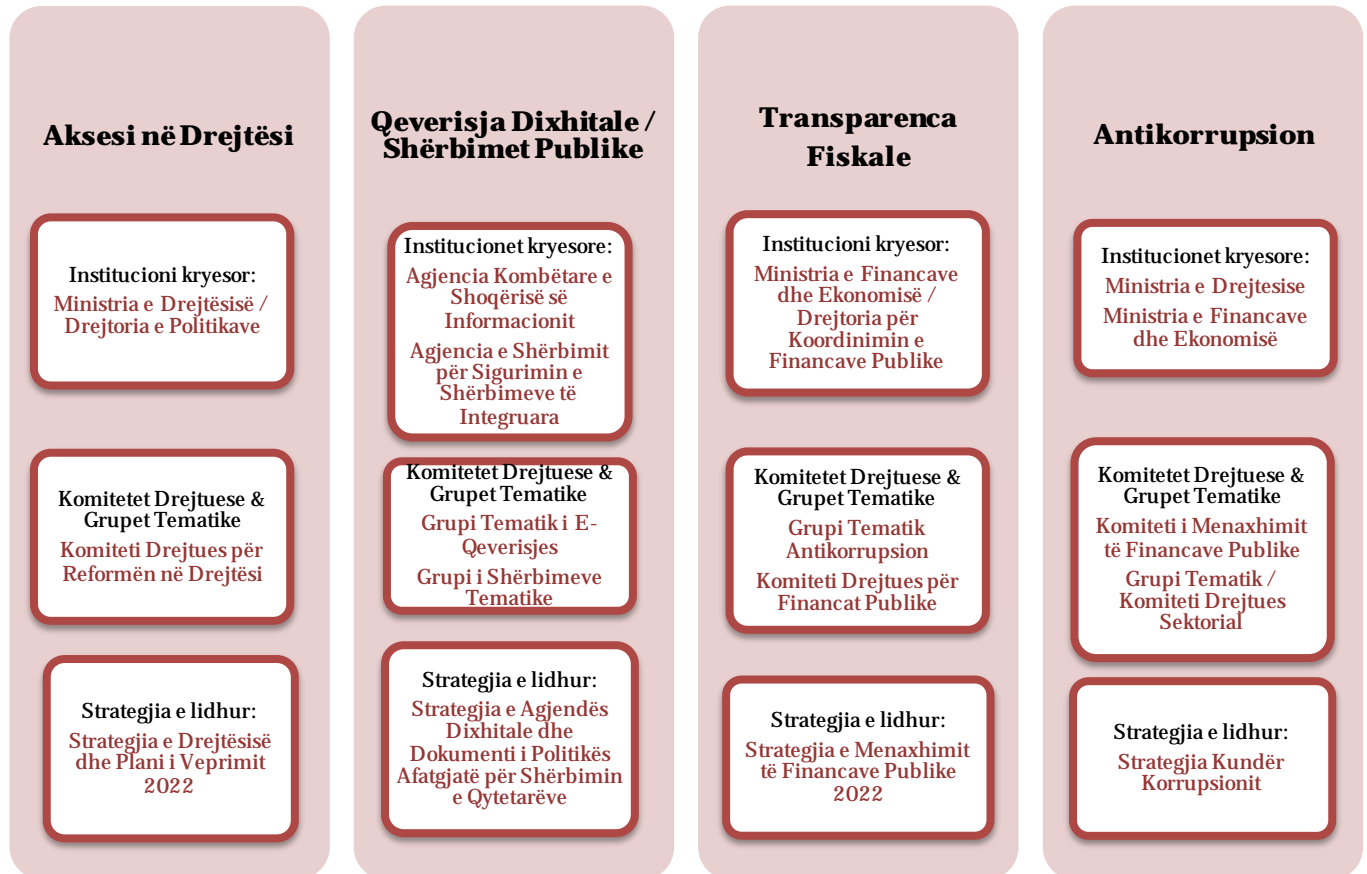 Aksesi në Drejtësi
Institucioni kryesor:
Ministria e Drejtësisë /
Drejtoria e Politikave
Komitetet Drejtuese &
Grupet Tematike
Komiteti Drejtues për
Reformën në Drejtësi
Strategjia e lidhur:
Strategjia e Drejtësisë
dhe Plani i Veprimit
2022
Qeverisja Dixhitale /
Shërbimet Publike
Institucionet kryesore:
Agjencia Kombëtare e
Shoqërisë së
Informacionit
Agjencia e Shërbimit
për Sigurimin e
Shërbimeve të
Integruara
Komitetet Drejtuese &
Grupet Tematike
Grupi Tematik i E-
Qeverisjes
Grupi i Shërbimeve
Tematike
Strategjia e lidhur:
Strategjia e Agjendës
Dixhitale dhe
Dokumenti i Politikës
Afatgjatë për Shërbimin
e Qytetarëve
Transparenca
Fiskale
Institucioni kryesor:
Ministria e Financave
dhe Ekonomisë /
Drejtoria për
Koordinimin e
Financave Publike
Komitetet Drejtuese &
Grupet Tematike
Grupi Tematik
Antikorrupsion
Komiteti Drejtues për
Financat Publike
Strategjia e lidhur:
Strategjia e Menaxhimit
të Financave Publike
2022
Antikorrupsion
Institucionet kryesore:
Ministria e Drejtesise
Ministria e Financave
dhe Ekonomisë
Komitetet Drejtuese &
Grupet Tematike
Komiteti i Menaxhimit
të Financave Publike
Grupi Tematik /
Komiteti Drejtues
Sektorial
Strategjia e lidhur:
Strategjia Kundër
Korrupsionit